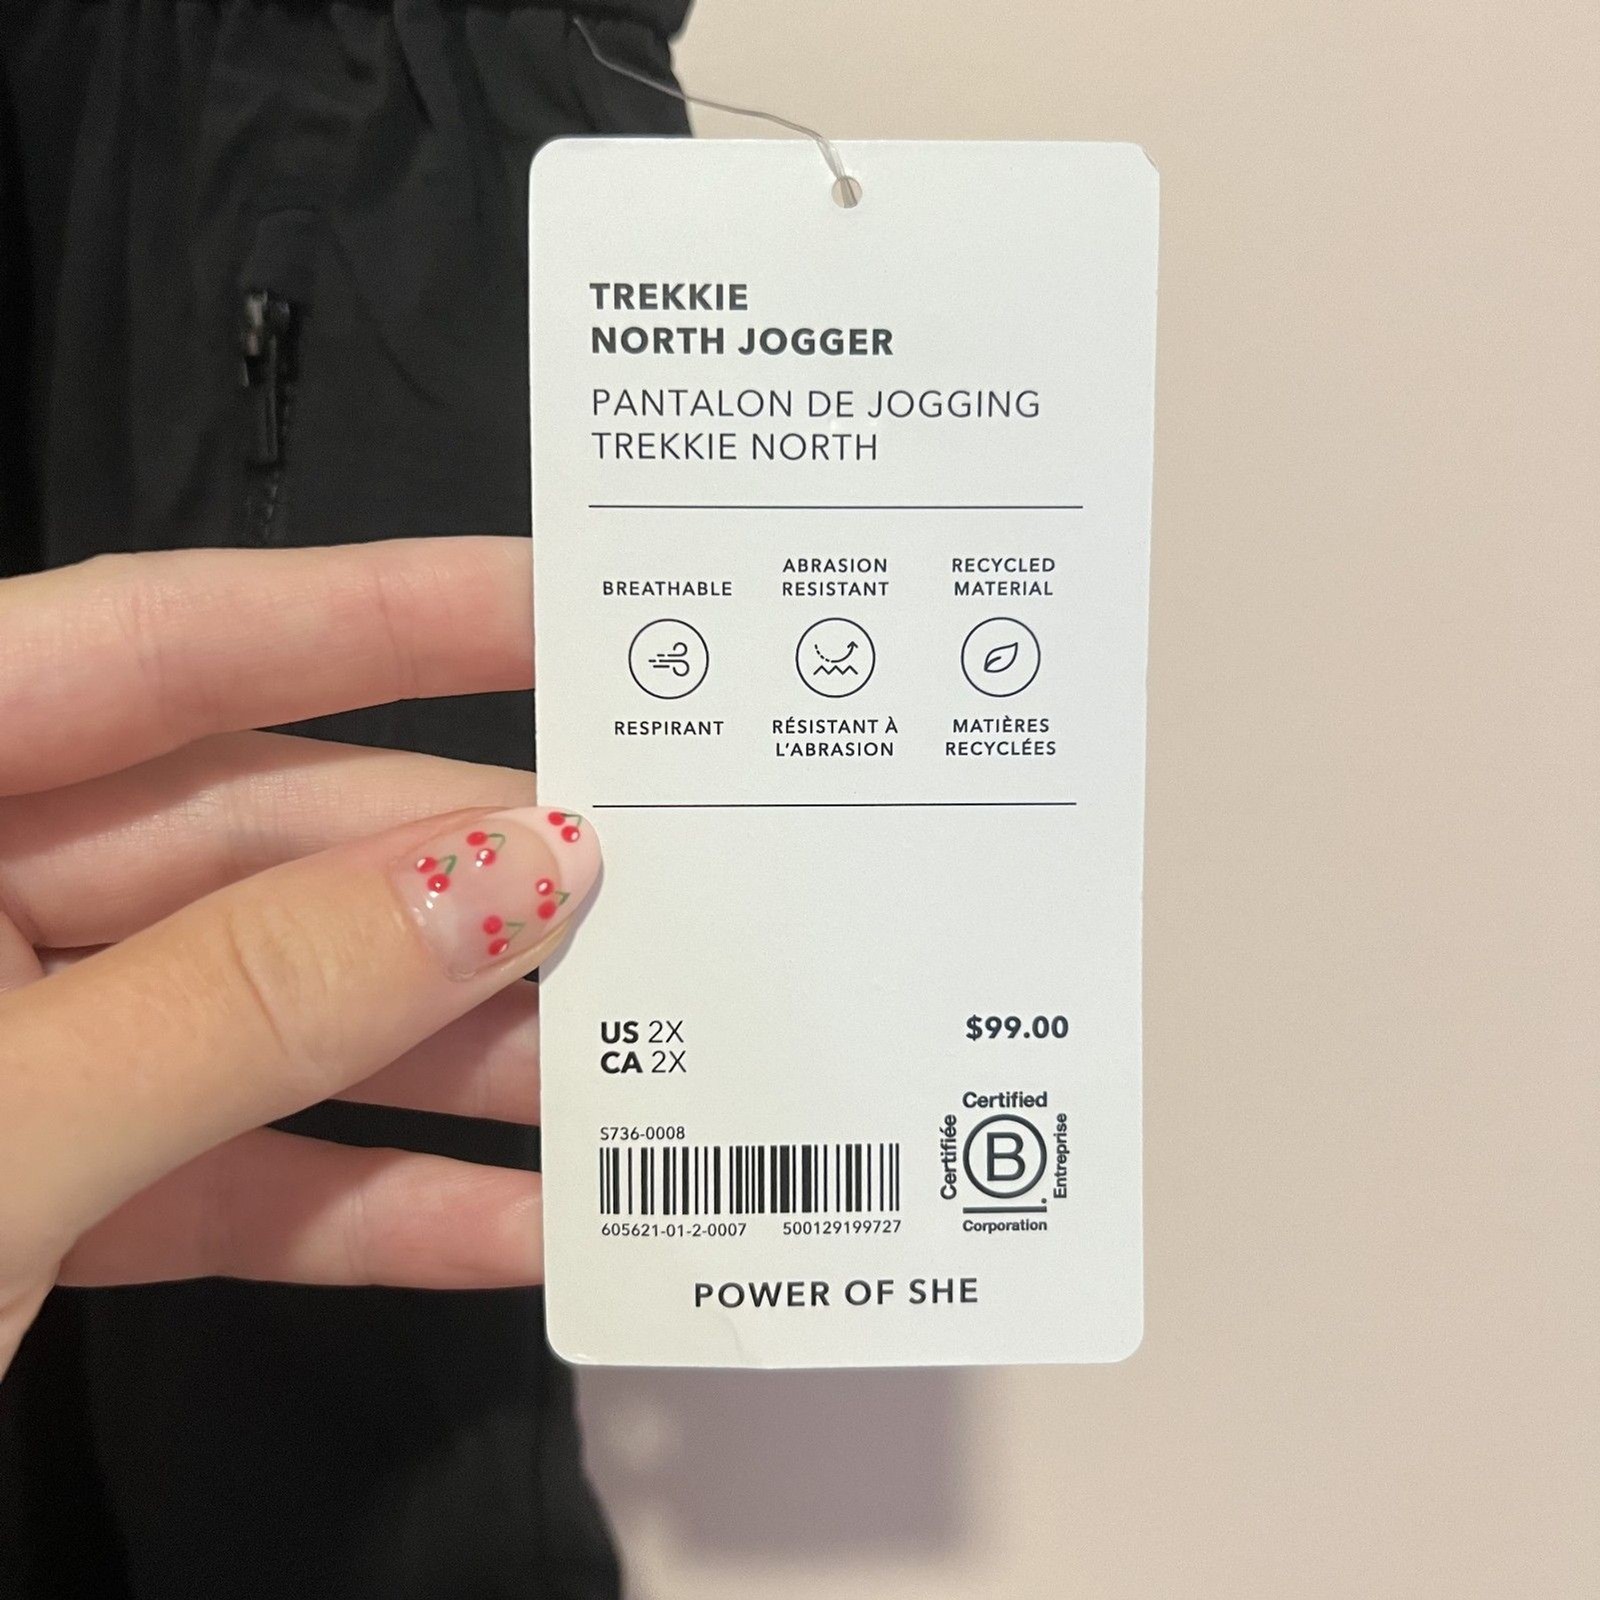 TREKKIE
NORTH JOGGER
PANTALON DE JOGGING
TREKKIE NORTH
BREATHABLE
ABRASION
RESISTANT
RECYCLED
MATERIAL
RESPIRANT
RÉSISTANT À
L'ABRASION
MATIÈRES
RECYCLÉES
US 2X
CA 2X
$99.00
S736-0008
605621-01-2-0007 500129199727
Certified
Certifiée
B
Entreprise
Corporation
POWER OF SHE